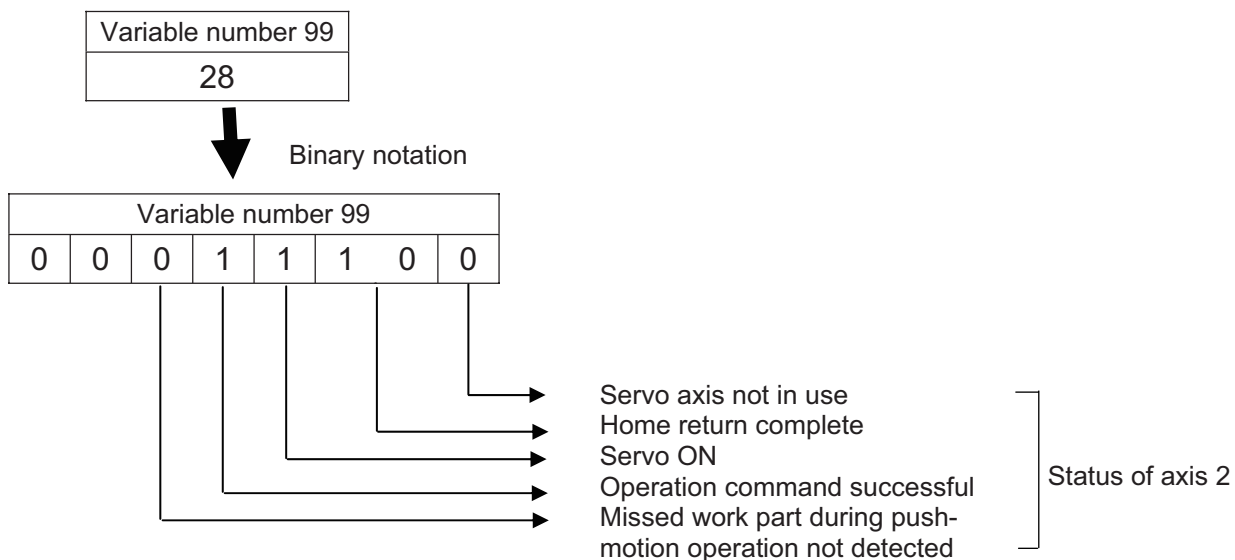 Variable number 99
28
Binary notation
Variable number 99
0 0 0 1 1 1 0 0
Servo axis not in use
Home return complete
Servo ON
Operation command successful
Missed work part during push-
motion operation not detected
Status of axis 2